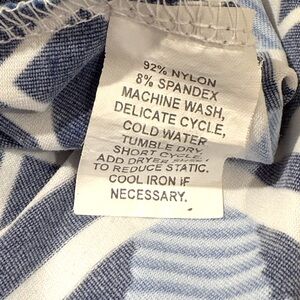 92% NYLON
8% SPANDEX
MACHINE WASH,
DELICATE CYCLE,
COLD WATER
TUMBLE DRY
SHORT CYCLE.
ADD DRYER
TO REDUCE STATIC.
COOL IRON IF
NECESSARY.